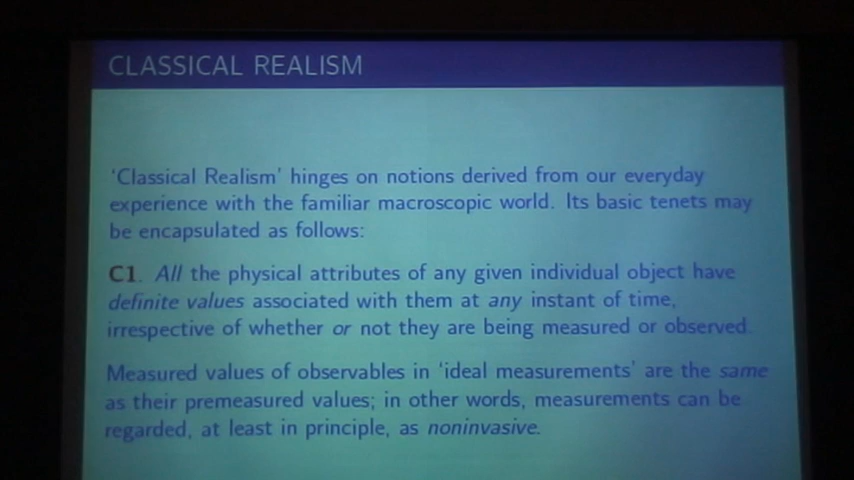 CLASSICAL REALISM
‘Classical Realism’ hinges on notions derived from our everyday
experience with the familiar macroscopic world. Its basic tenets may
be encapsulated as follows:
C1. All the physical attributes of any given individual object have
definite values associated with them at any instant of time,
irrespective of whether or not they are being measured or observed.
Measured values of observables in ‘ideal measurements’ are the same
as their premeasured values; in other words, measurements can be
regarded, at least in principle, as noninvasive.